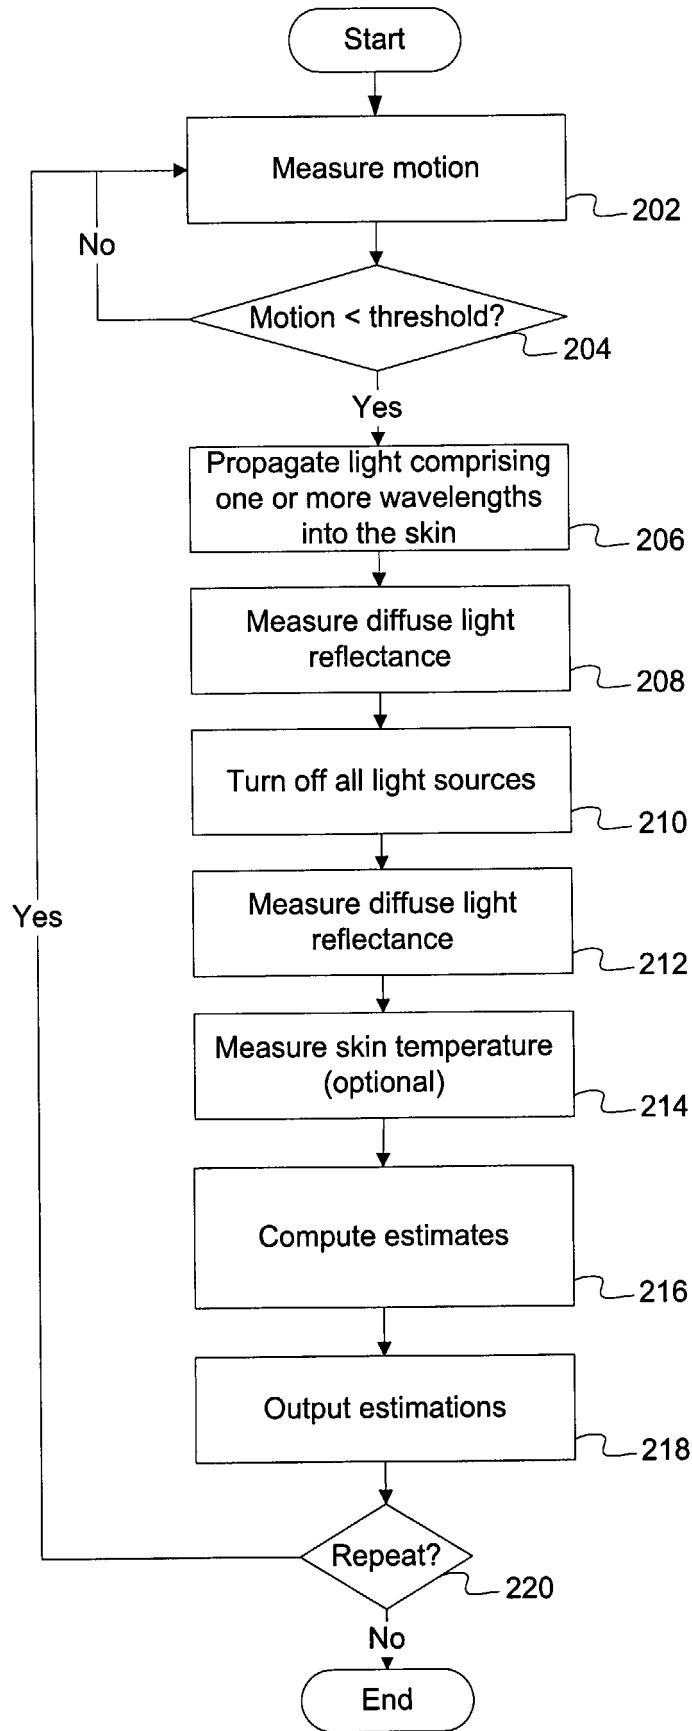 Start
Measure motion
202
No
Motion < threshold?
204
Yes
Propagate light comprising
one or more wavelengths
into the skin
206
Measure diffuse light
reflectance
208
Turn off all light sources
210
Yes
Measure diffuse light
reflectance
212
Measure skin temperature
(optional)
214
Compute estimates
216
Output estimations
218
Repeat?
220
No
End